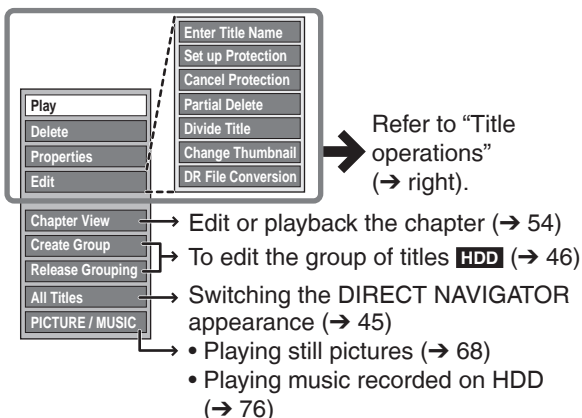 Enter Title Name
Set up Protection
Cancel Protection
Partial Delete
Divide Title
Change Thumbnail
DR File Conversion
Play
Delete
Properties
Edit
Refer to “Title
operations”
(➔ right).
Chapter View
Edit or playback the chapter (➔ 54)
Create Group
Release Grouping
To edit the group of titles HDD (➔ 46)
All Titles
Switching the DIRECT NAVIGATOR
appearance (➔ 45)
PICTURE / MUSIC
• Playing still pictures (➔ 68)
• Playing music recorded on HDD
(➔ 76)